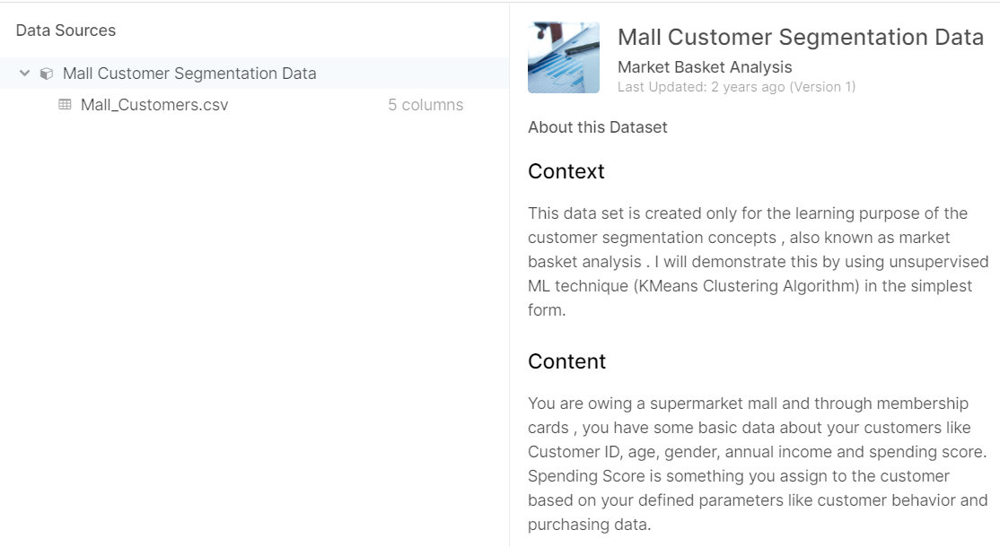 Data Sources
Mall Customer Segmentation Data
Mall_Customers.csv 5 columns
Mall Customer Segmentation Data
Market Basket Analysis
Last Updated: 2 years ago (Version 1)
About this Dataset
Context
This data set is created only for the learning purpose of the
customer segmentation concepts , also known as market
basket analysis . I will demonstrate this by using unsupervised
ML technique (KMeans Clustering Algorithm) in the simplest
form.
Content
You are owing a supermarket mall and through membership
cards , you have some basic data about your customers like
Customer ID, age, gender, annual income and spending score.
Spending Score is something you assign to the customer
based on your defined parameters like customer behavior and
purchasing data.